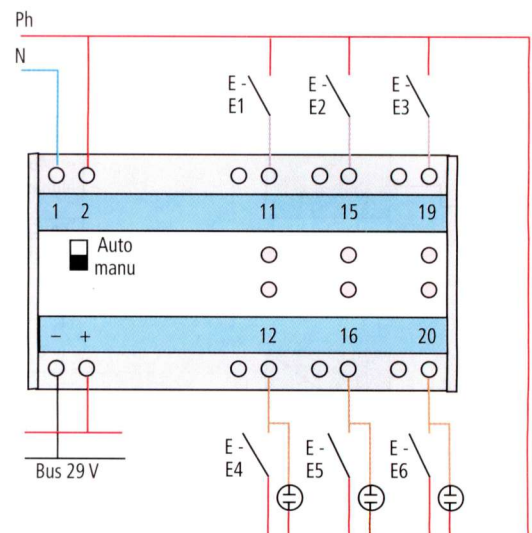 Ph
N
E - E - E -
E1 E2 E3
1 2 11 15 19
Auto
manu
– + 12 16 20
E - E - E -
E4 E5 E6
Bus 29 V